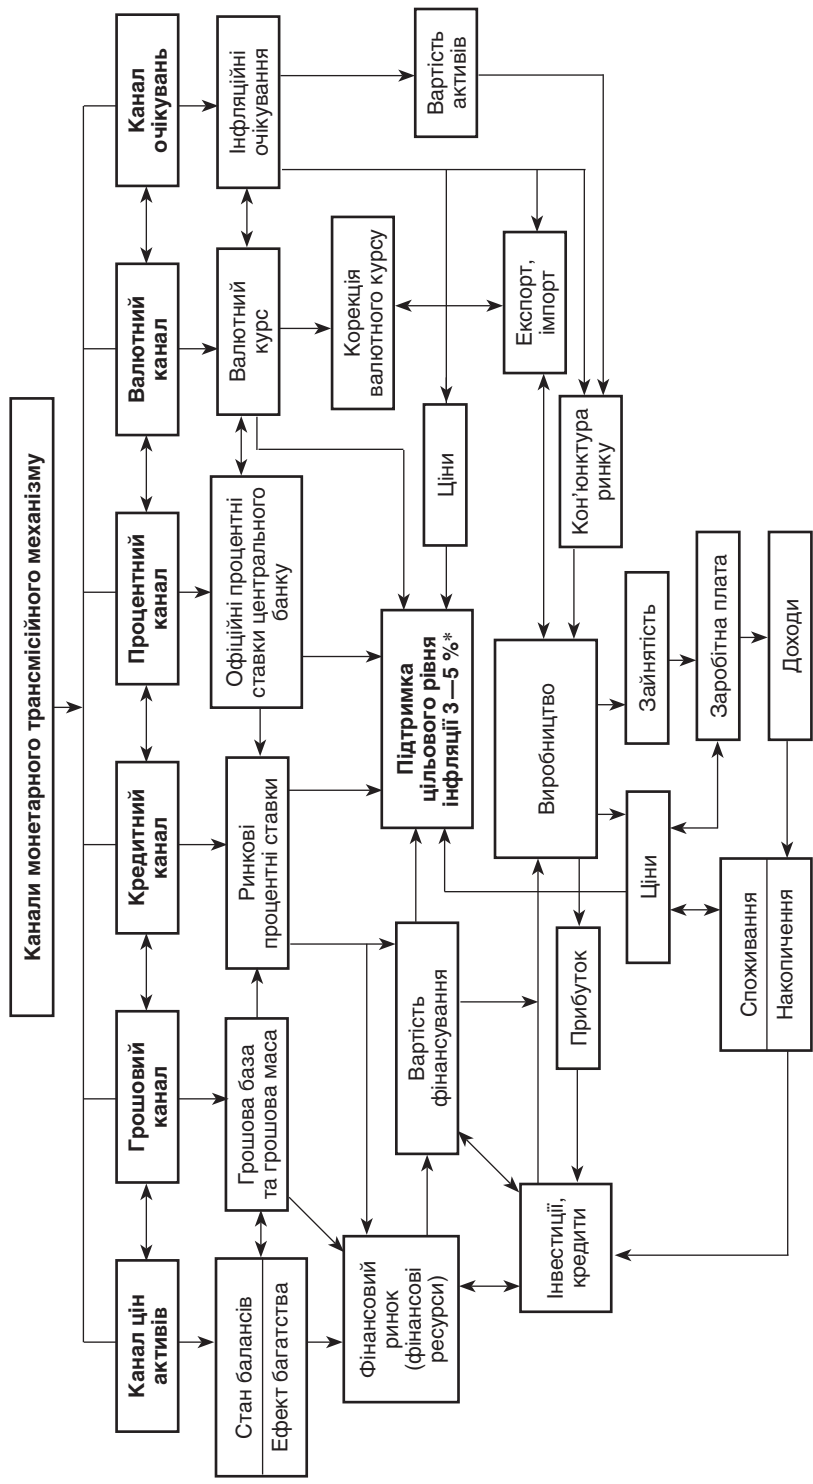 Канали монетарного трансмісійного механізму
Канал цін
активів
Грошовий
канал
Кредитний
канал
Процентний
канал
Валютний
канал
Канал
очікувань
Стан балансів
Ефект багатства
Грошова база
та грошова маса
Ринкові
процентні ставки
Офіційні процентні
ставки центрального
банку
Валютний
курс
Інфляційні
очікування
Фінансовий
ринок
(фінансові
ресурси)
Вартість
фінансування
Підтримка
цільового рівня
інфляції 3—5 %*
Ціни
Корекція
валютного курсу
Вартість
активів
Інвестиції,
кредити
Прибуток
Виробництво
Експорт,
імпорт
Кон’юнктура
ринку
Ціни
Зайнятість
Заробітна плата
Споживання
Накопичення
Доходи